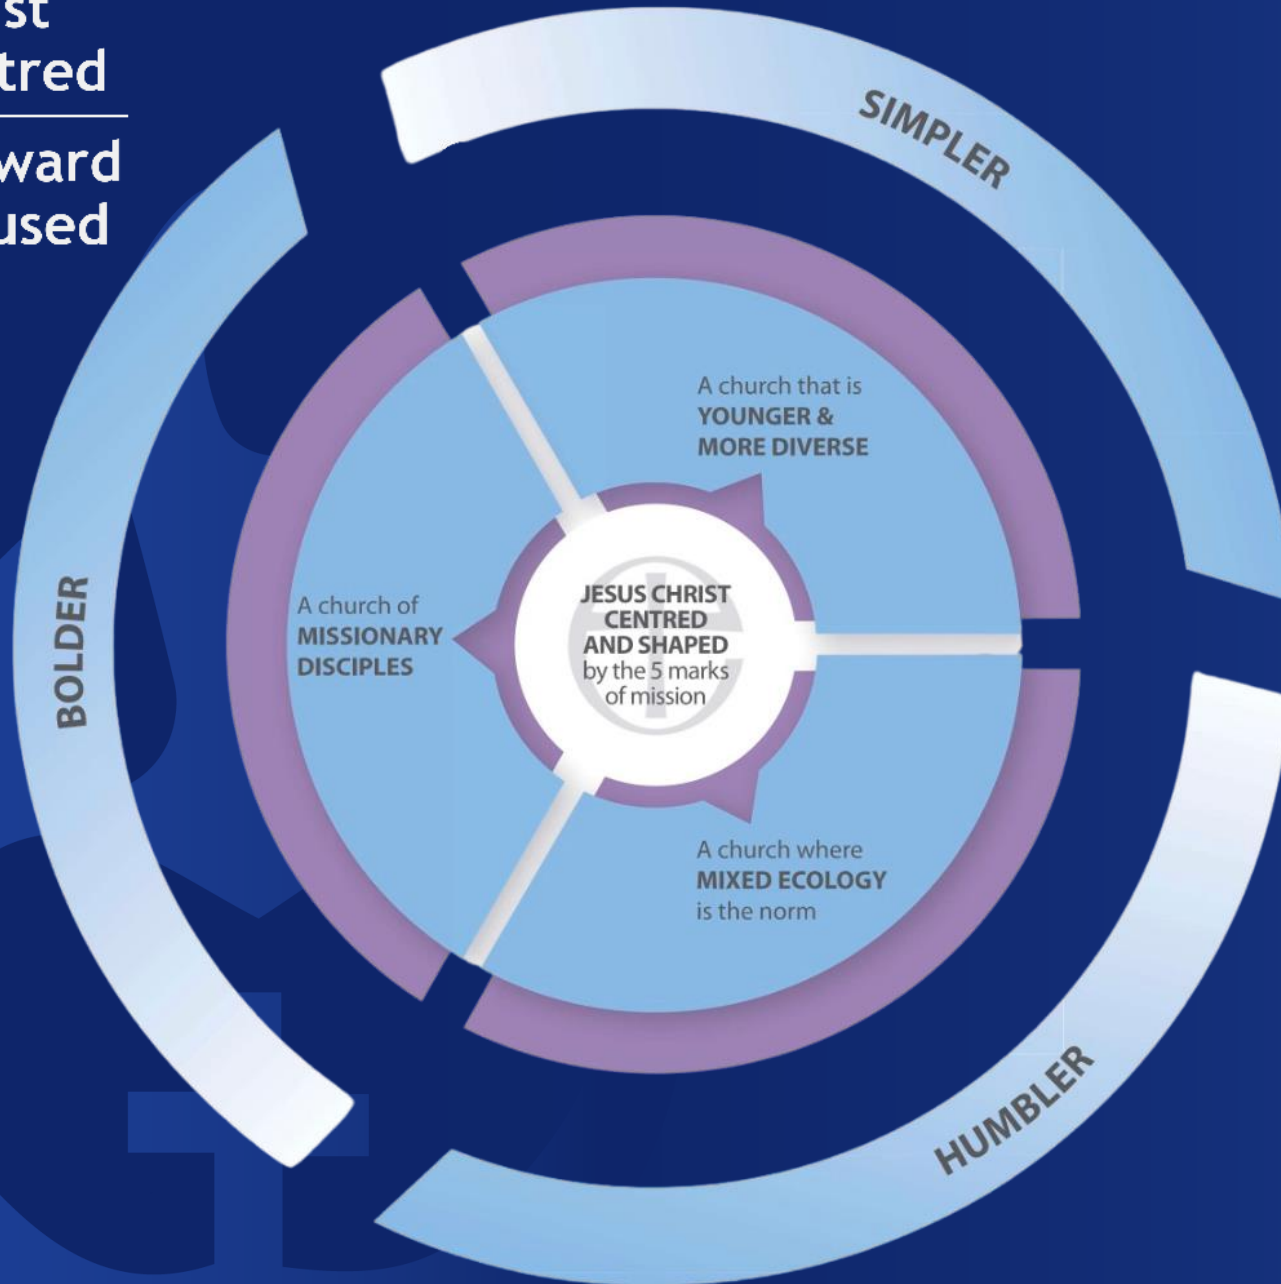 st
tred
ward
used
SIMPLER
A church that is
YOUNGER &
MORE DIVERSE
BOLDER
A church of
MISSIONARY
DISCIPLES
JESUS CHRIST
CENTRED
AND SHAPED
by the 5 marks
of mission
A church where
MIXED ECOLOGY
is the norm
HUMBLER